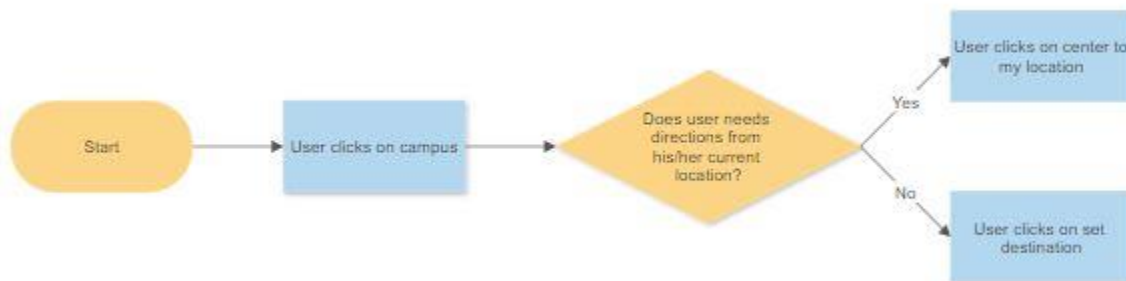 Start
User clicks on campus
Does user needs
directions from
his/her current
location?
Yes
User clicks on center to
my location
No
User clicks on set
destination